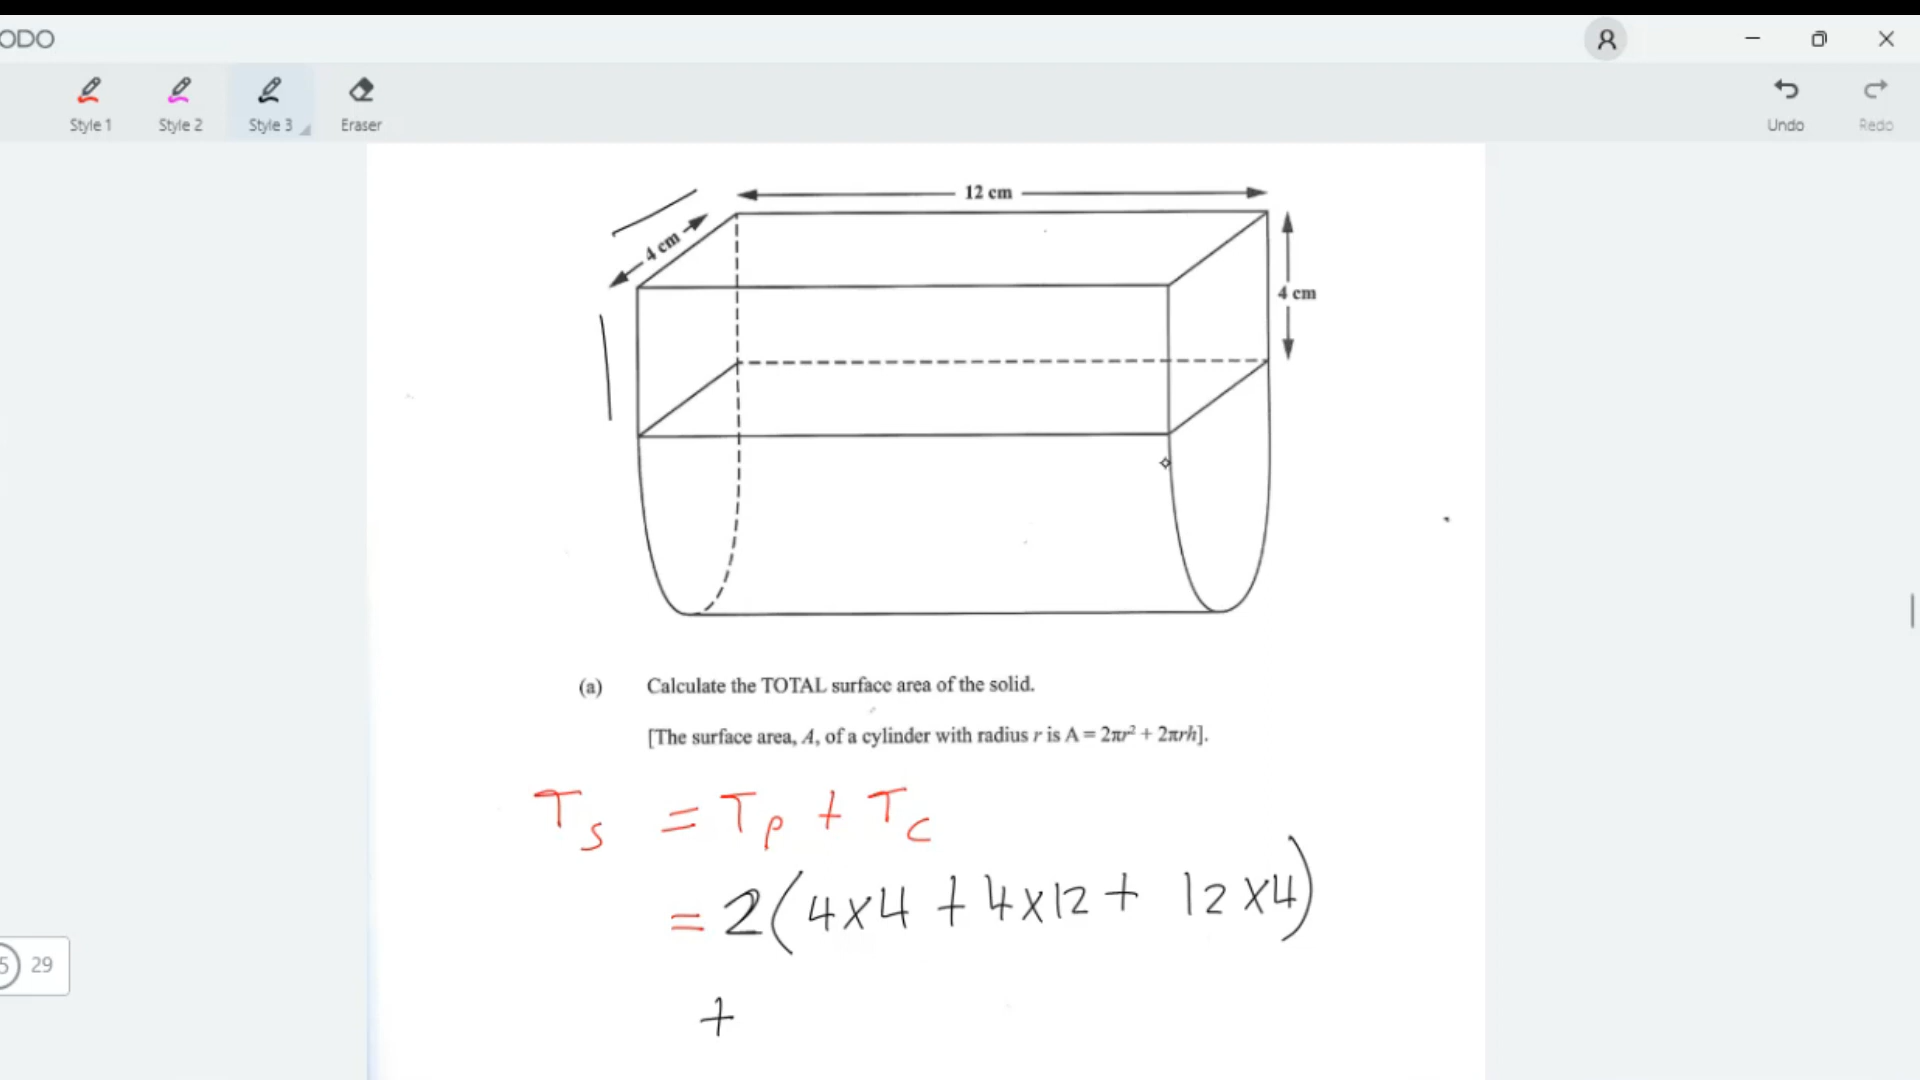 ODO
Style 1
Style 2
Style 3
Eraser
Undo
Redo
12 cm
4 cm
4 cm
(a) Calculate the TOTAL surface area of the solid.
[The surface area, A, of a cylinder with radius r is A = 2πr² + 2πrh].
Ts = Tp + Tc
= 2(4x4 + 4x12 + 12x4)
+
5 29